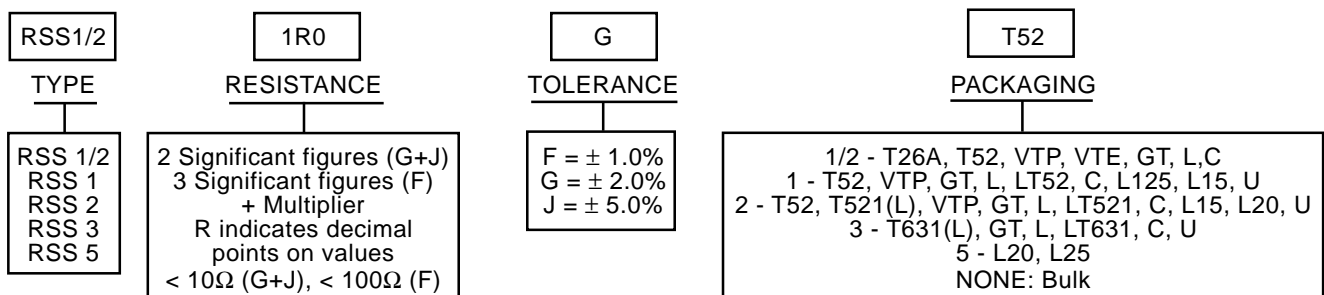 RSS1/2
1R0
G
T52
TYPE
RESISTANCE
TOLERANCE
PACKAGING
RSS 1/2
RSS 1
RSS 2
RSS 3
RSS 5
2 Significant figures (G+J)
3 Significant figures (F)
+ Multiplier
R indicates decimal
points on values
< 10Ω (G+J), < 100Ω (F)
F = ± 1.0%
G = ± 2.0%
J = ± 5.0%
1/2 - T26A, T52, VTP, VTE, GT, L,C
1 - T52, VTP, GT, L, LT52, C, L125, L15, U
2 - T52, T521(L), VTP, GT, L, LT521, C, L15, L20, U
3 - T631(L), GT, L, LT631, C, U
5 - L20, L25
NONE: Bulk